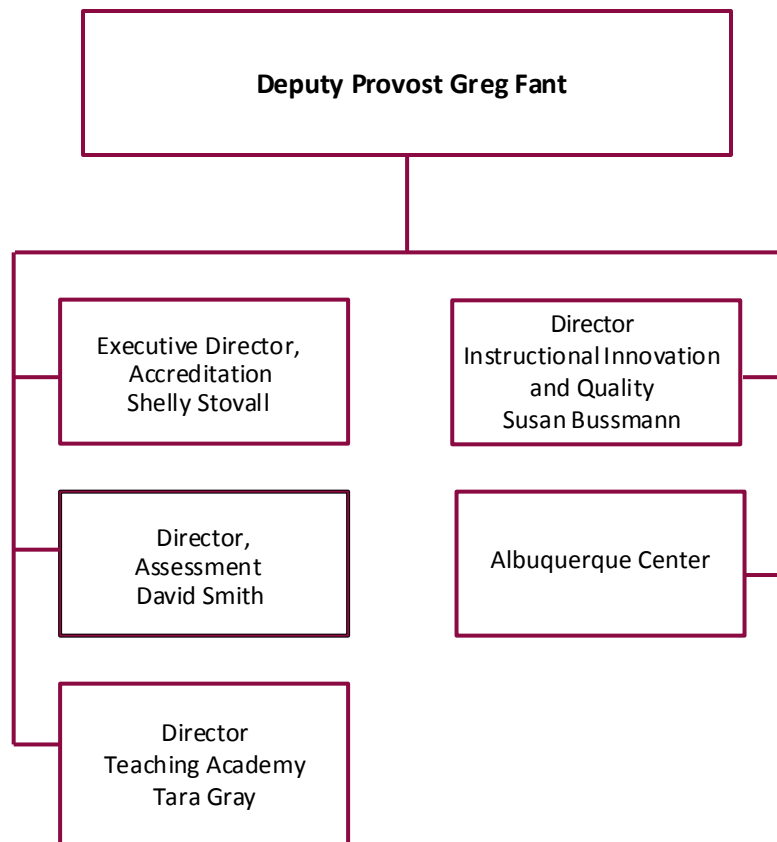 Deputy Provost Greg Fant
Executive Director,
Accreditation
Shelly Stovall
Director
Instructional Innovation
and Quality
Susan Bussmann
Director,
Assessment
David Smith
Albuquerque Center
Director
Teaching Academy
Tara Gray